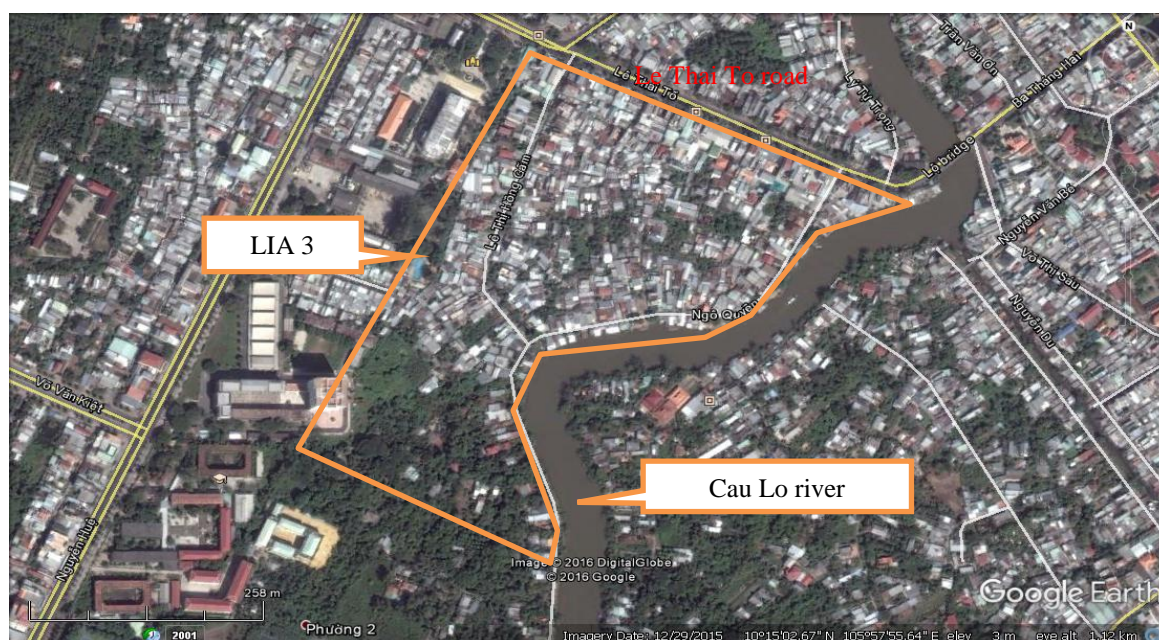 N
Trần Văn Ơn
Ba Tháng Hai
Lê Thái Tổ
Le Thai To road
Lý Tự Trọng
Lộ bridge
Nguyễn Văn Bé
Võ Thị Sáu
Nguyễn Du
Lê Thị Hồng Gấm
LIA 3
Ngô Quyền
Võ Văn Kiệt
Nguyễn Huệ
Cau Lo river
Image © 2016 DigitalGlobe
© 2016 Google
Google Earth
258 m
2001
Phường 2
Imagery Date: 12/29/2015 10°15'02.67" N 105°57'55.64" E elev 3 m eye alt 1.12 km